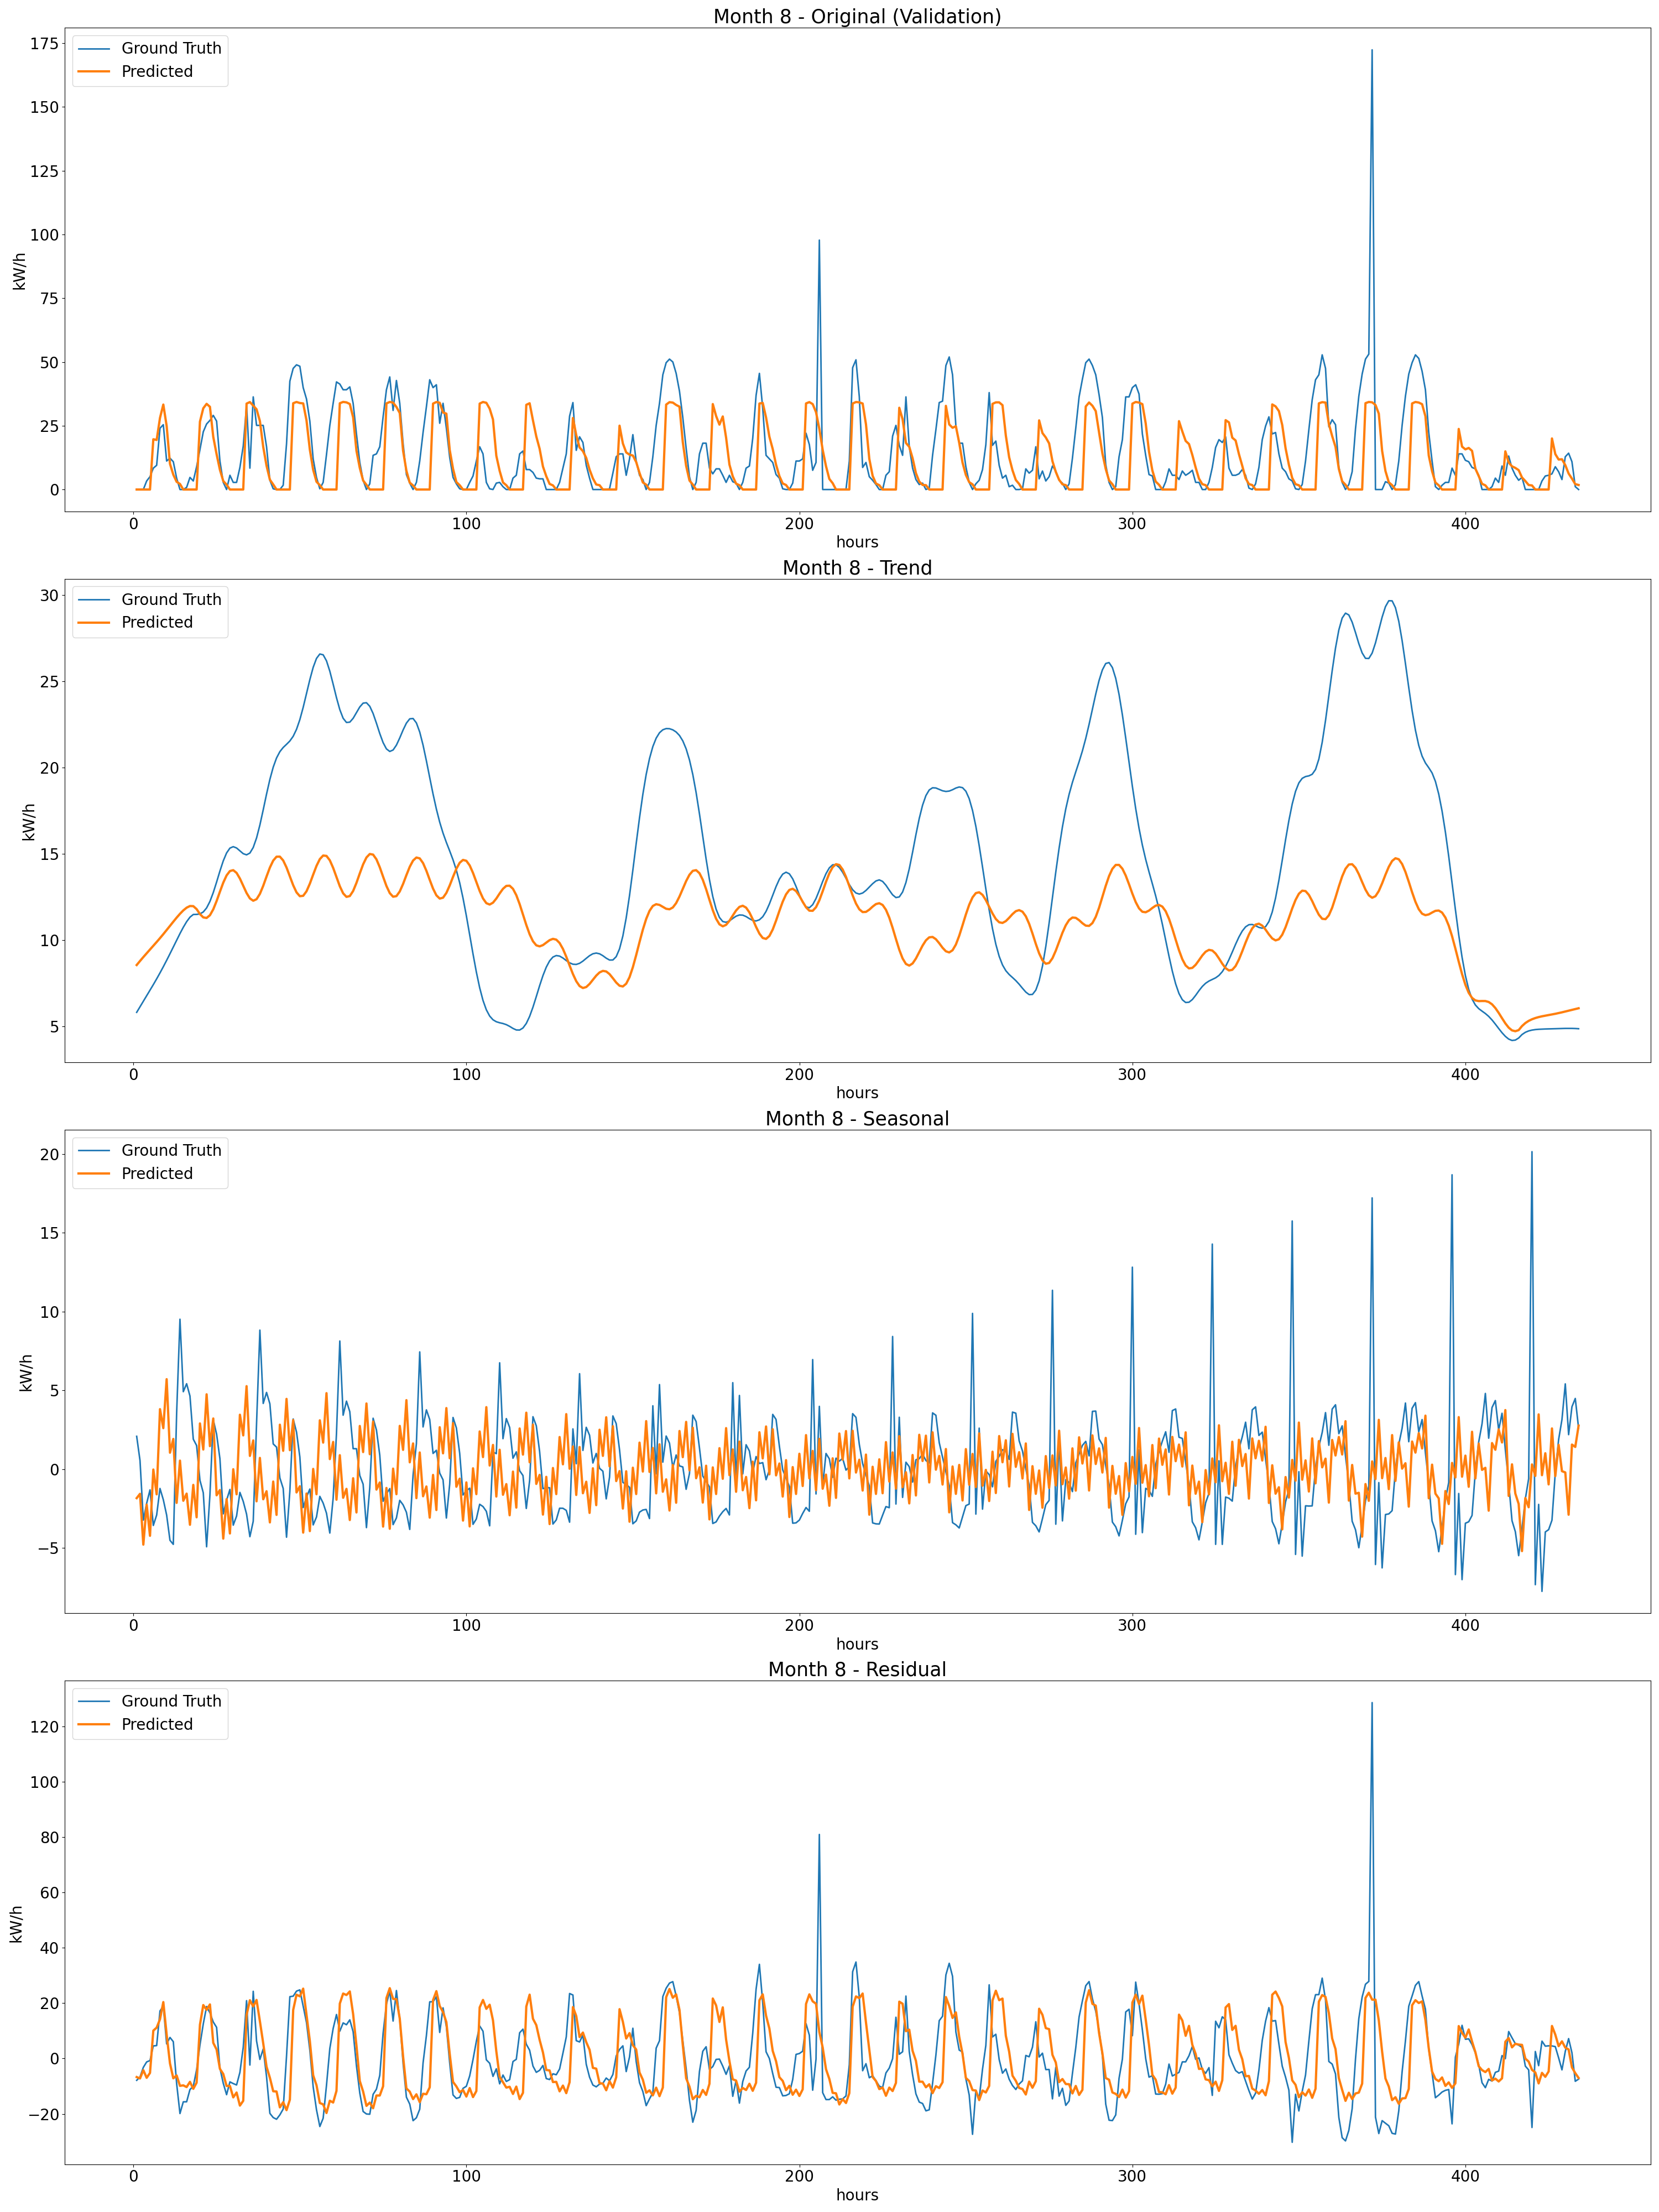 Month 8 - Original (Validation)
Ground Truth
Predicted
175
150
125
100
75
50
25
0
kW/h
0 100 200 300 400
hours
Month 8 - Trend
Ground Truth
Predicted
30
25
20
15
10
5
kW/h
0 100 200 300 400
hours
Month 8 - Seasonal
Ground Truth
Predicted
20
15
10
5
0
−5
kW/h
0 100 200 300 400
hours
Month 8 - Residual
Ground Truth
Predicted
120
100
80
60
40
20
0
−20
kW/h
0 100 200 300 400
hours